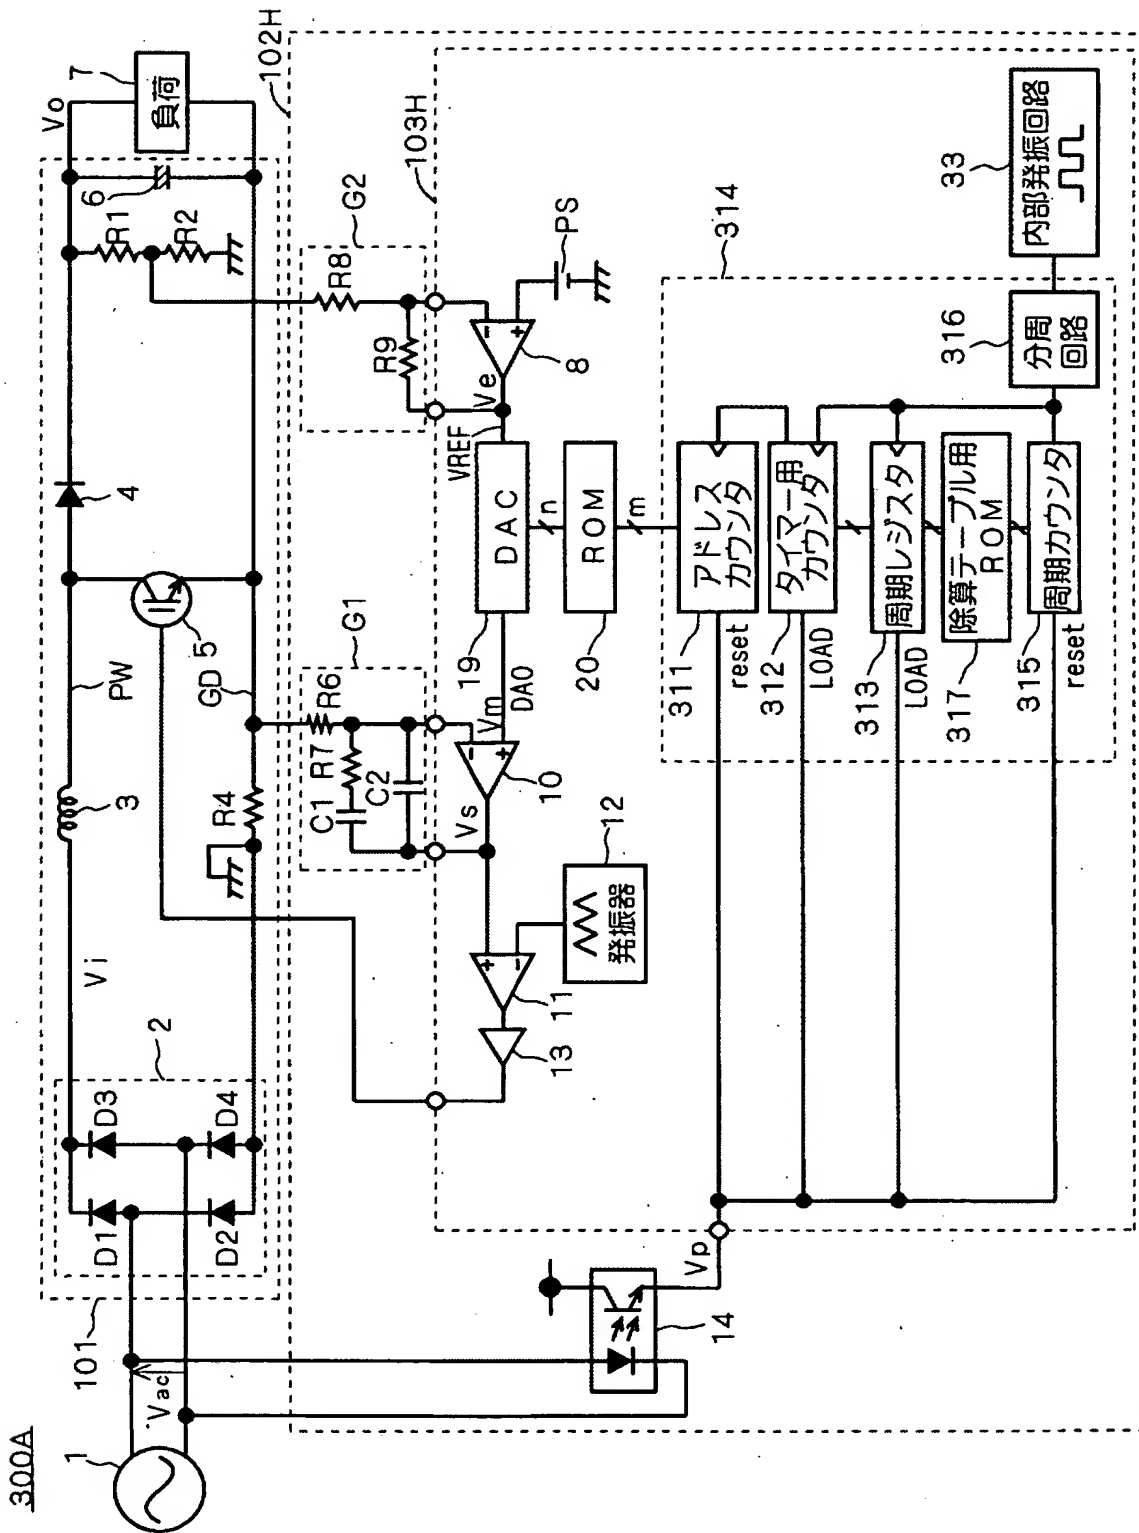 300A
1
Vac
101
D1
D2
D3
D4
2
Vi
3
PW
GD
R4
5
4
R1
R2
6
Vo
7
負荷
102H
103H
G1
R6
R7
C1
C2
G2
R8
R9
PS
8
Ve
VREF
DAC
19
n
ROM
20
m
DAO
Vm
10
Vs
11
13
12
発振器
14
Vp
314
アドレス
カウンタ
311
reset
タイマー用
カウンタ
312
LOAD
周期レジスタ
313
LOAD
除算テーブル用
ROM
317
周期カウンタ
315
reset
316
分周
回路
33
内部発振回路